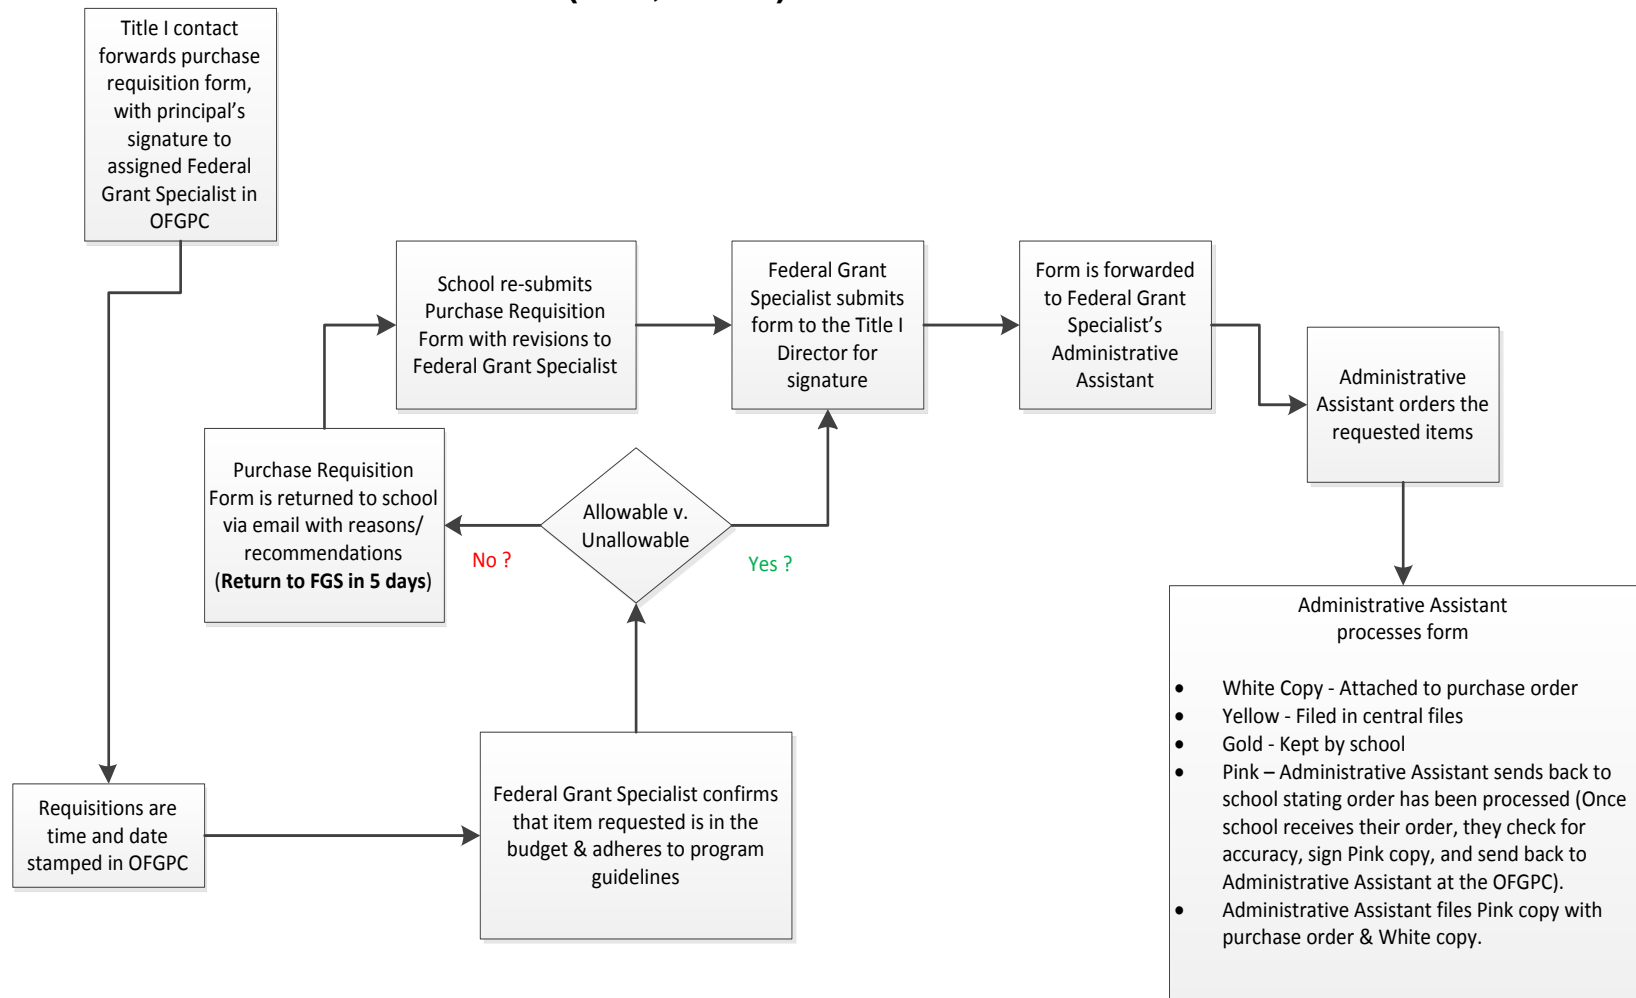 Title I contact
forwards purchase
requisition form,
with principal’s
signature to
assigned Federal
Grant Specialist in
OFGPC
School re-submits
Purchase Requisition
Form with revisions to
Federal Grant Specialist
Federal Grant
Specialist submits
form to the Title I
Director for
signature
Form is forwarded
to Federal Grant
Specialist’s
Administrative
Assistant
Administrative
Assistant orders the
requested items
Purchase Requisition
Form is returned to school
via email with reasons/
recommendations
(Return to FGS in 5 days)
Allowable v.
Unallowable
No ?
Yes ?
Administrative Assistant
processes form
• White Copy - Attached to purchase order
• Yellow - Filed in central files
• Gold - Kept by school
• Pink – Administrative Assistant sends back to
school stating order has been processed (Once
school receives their order, they check for
accuracy, sign Pink copy, and send back to
Administrative Assistant at the OFGPC).
• Administrative Assistant files Pink copy with
purchase order & White copy.
Requisitions are
time and date
stamped in OFGPC
Federal Grant Specialist confirms
that item requested is in the
budget & adheres to program
guidelines